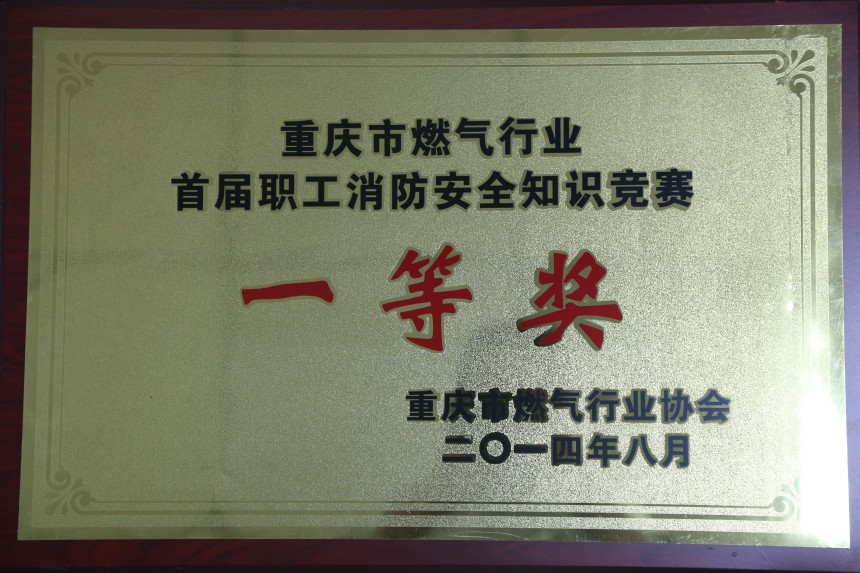 重庆市燃气行业
首届职工消防安全知识竞赛
一等奖
重庆市燃气行业协会
二〇一四年八月